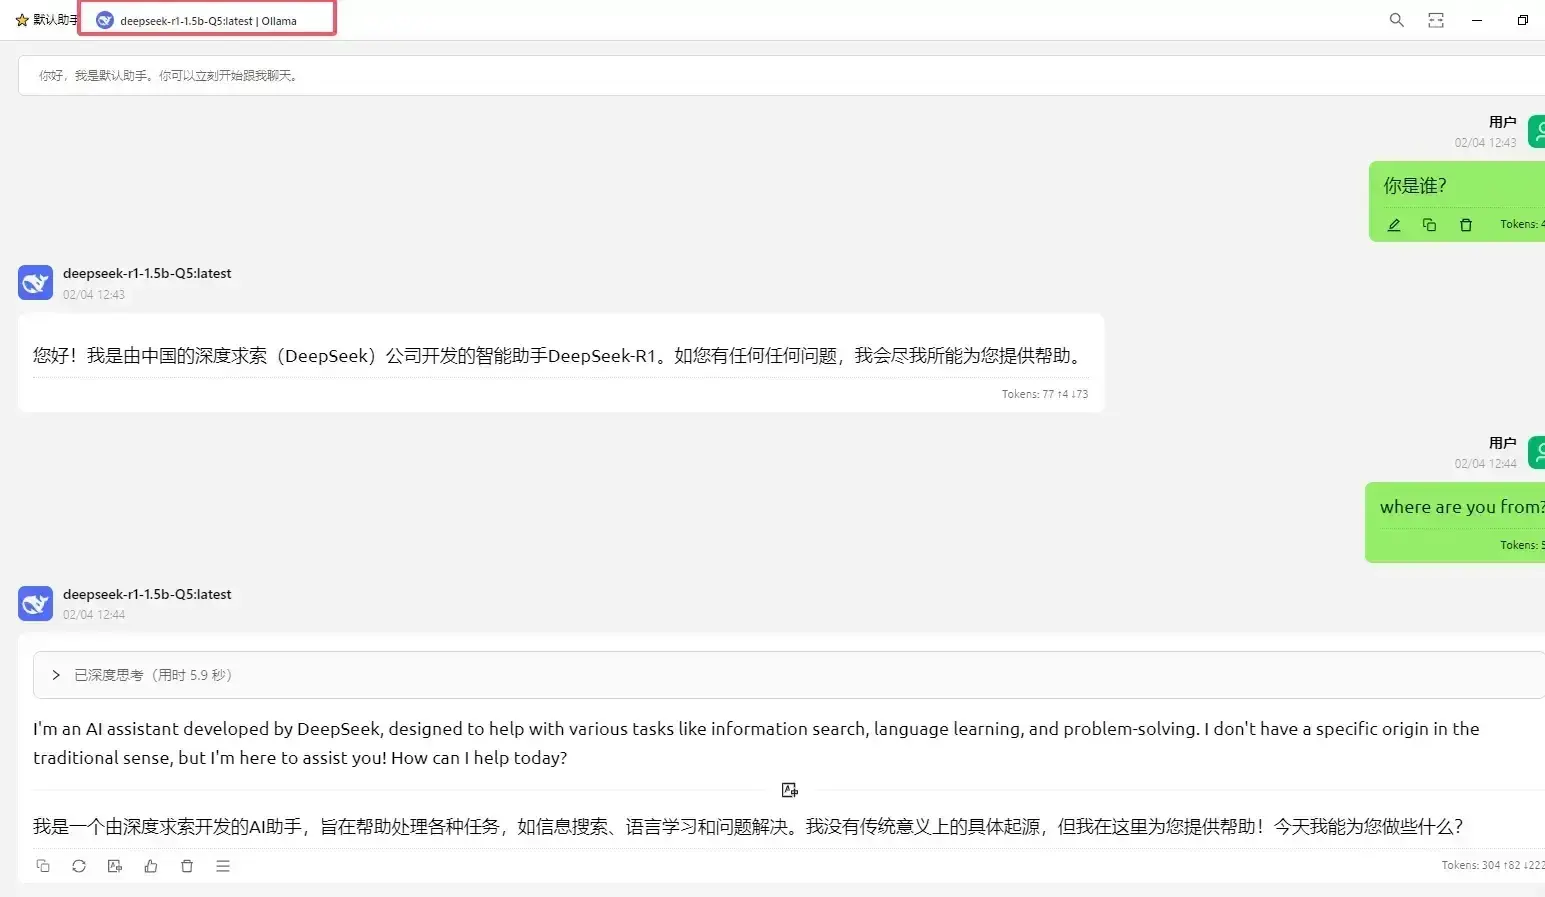 默认助手 deepseek-r1-1.5b-Q5:latest | Ollama
你好，我是默认助手。你可以立刻开始跟我聊天。
用户
02/04 12:43
你是谁？
Tokens: 4
deepseek-r1-1.5b-Q5:latest
02/04 12:43
您好！我是由中国的深度求索（DeepSeek）公司开发的智能助手DeepSeek-R1。如您有任何任何问题，我会尽我所能为您提供帮助。
Tokens: 77 ↑4 ↓73
用户
02/04 12:44
where are you from?
Tokens: 5
deepseek-r1-1.5b-Q5:latest
02/04 12:44
已深度思考（用时 5.9 秒）
I'm an AI assistant developed by DeepSeek, designed to help with various tasks like information search, language learning, and problem-solving. I don't have a specific origin in the
traditional sense, but I'm here to assist you! How can I help today?
我是一个由深度求索开发的AI助手，旨在帮助处理各种任务，如信息搜索、语言学习和问题解决。我没有传统意义上的具体起源，但我在这里为您提供帮助！今天我能为您做些什么？
Tokens: 304 ↑82 ↓222